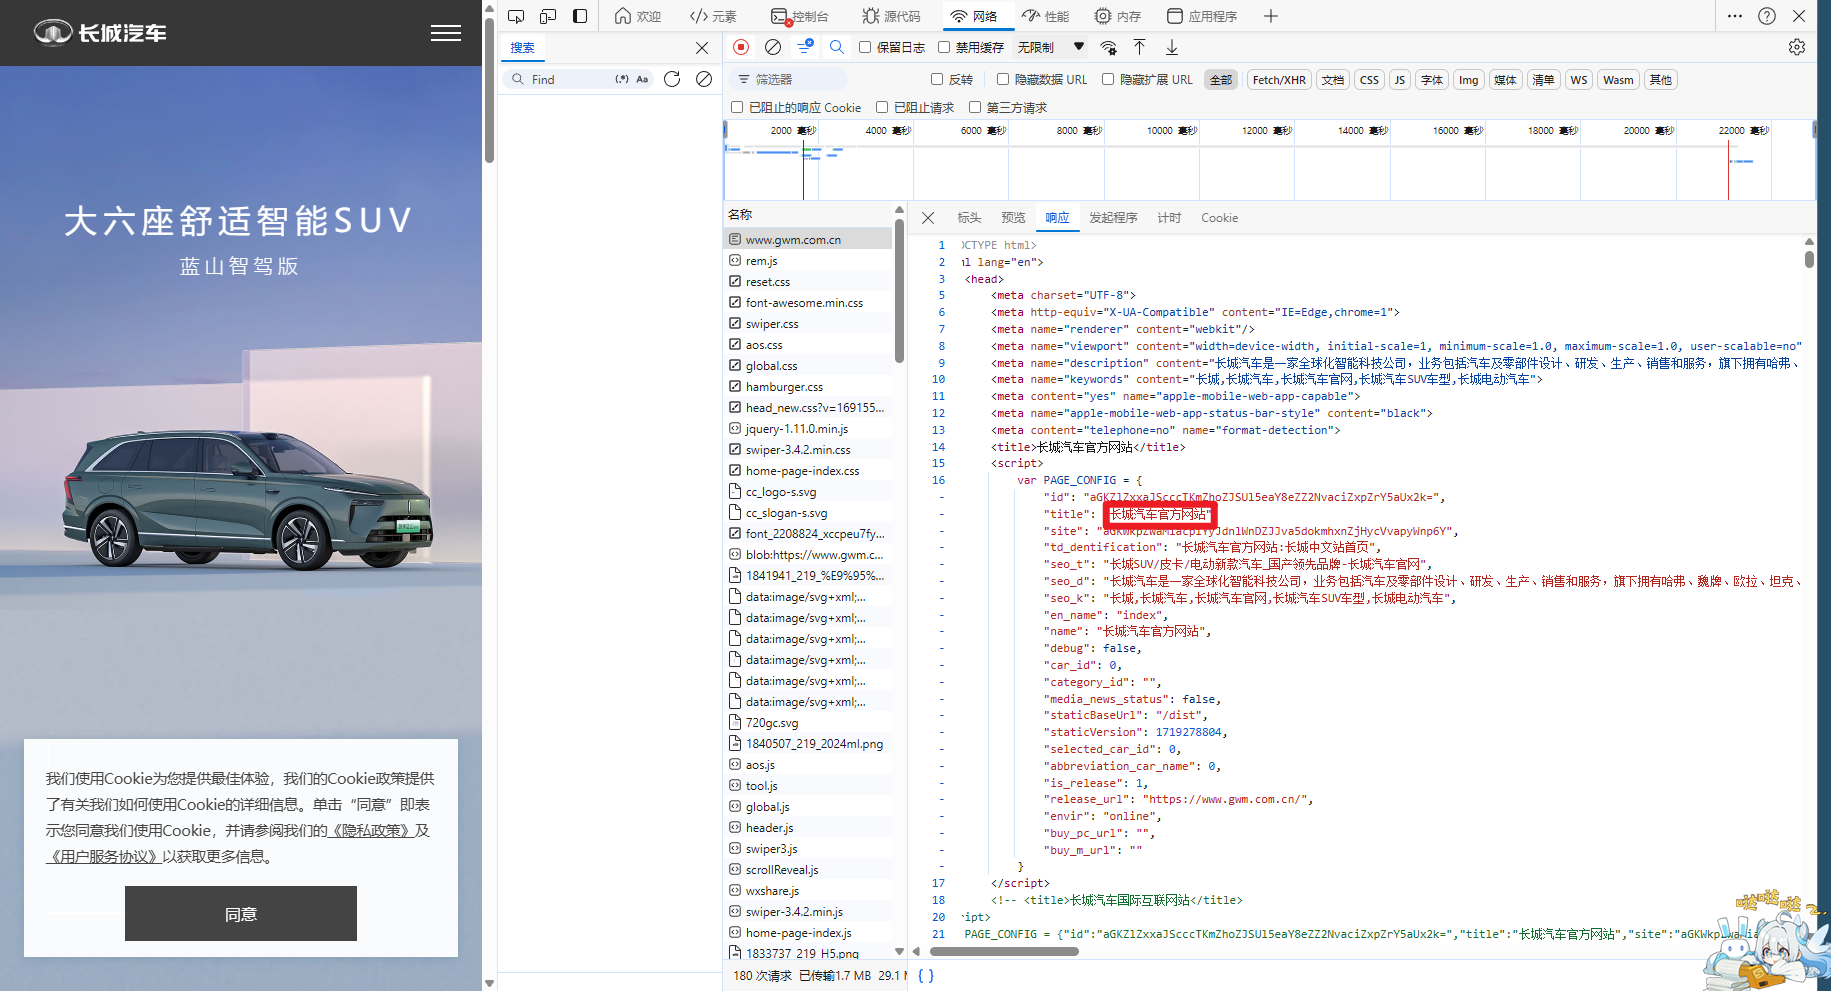 长城汽车
大六座舒适智能SUV
蓝山智驾版
我们使用Cookie为您提供最佳体验，我们的Cookie政策提供
了有关我们如何使用Cookie的详细信息。单击“同意”即表
示您同意我们使用Cookie，并请参阅我们的《隐私政策》及
《用户服务协议》以获取更多信息。
同意
欢迎 元素 控制台 源代码 网络 性能 内存 应用程序
搜索
Find (.*) Aa
保留日志 禁用缓存 无限制
筛选器 反转 隐藏数据 URL 隐藏扩展 URL 全部 Fetch/XHR 文档 CSS JS 字体 Img 媒体 清单 WS Wasm 其他
已阻止的响应 Cookie 已阻止请求 第三方请求
2000 毫秒 4000 毫秒 6000 毫秒 8000 毫秒 10000 毫秒 12000 毫秒 14000 毫秒 16000 毫秒 18000 毫秒 20000 毫秒 22000 毫秒
名称
www.gwm.com.cn
rem.js
reset.css
font-awesome.min.css
swiper.css
aos.css
global.css
hamburger.css
head_new.css?v=169155...
jquery-1.11.0.min.js
swiper-3.4.2.min.css
home-page-index.css
cc_logo-s.svg
cc_slogan-s.svg
font_2208824_xccpeu7fy...
blob:https://www.gwm.c...
1841941_219_%E9%95%...
data:image/svg+xml;...
data:image/svg+xml;...
data:image/svg+xml;...
data:image/svg+xml;...
data:image/svg+xml;...
data:image/svg+xml;...
720gc.svg
1840507_219_2024ml.png
aos.js
tool.js
global.js
header.js
swiper3.js
scrollReveal.js
wxshare.js
swiper-3.4.2.min.js
home-page-index.js
1833737_219_H5.png
180 次请求 已传输1.7 MB 29.1
标头 预览 响应 发起程序 计时 Cookie
1 OCTYPE html>
2 ml lang="en">
3 <head>
5 <meta charset="UTF-8">
6 <meta http-equiv="X-UA-Compatible" content="IE=Edge,chrome=1">
7 <meta name="renderer" content="webkit"/>
8 <meta name="viewport" content="width=device-width, initial-scale=1, minimum-scale=1.0, maximum-scale=1.0, user-scalable=no"
9 <meta name="description" content="长城汽车是一家全球化智能科技公司，业务包括汽车及零部件设计、研发、生产、销售和服务，旗下拥有哈弗、
10 <meta name="keywords" content="长城,长城汽车,长城汽车官网,长城汽车SUV车型,长城电动汽车">
11 <meta content="yes" name="apple-mobile-web-app-capable">
12 <meta name="apple-mobile-web-app-status-bar-style" content="black">
13 <meta content="telephone=no" name="format-detection">
14 <title>长城汽车官方网站</title>
15 <script>
16 var PAGE_CONFIG = {
- "id": "aGKZlZxxaJScccTKmZhoZJSUl5eaY8eZZ2NvaciZxpZrY5aUx2k=",
- "title": "长城汽车官方网站"
- "site": "aGKWkpZwaMiacpiYyJdnlWnDZJJva5dokmhxnZjHycVvapyWnp6Y",
- "td_dentification": "长城汽车官方网站:长城中文站首页",
- "seo_t": "长城SUV/皮卡/电动新款汽车_国产领先品牌-长城汽车官网",
- "seo_d": "长城汽车是一家全球化智能科技公司，业务包括汽车及零部件设计、研发、生产、销售和服务，旗下拥有哈弗、魏牌、欧拉、坦克、
- "seo_k": "长城,长城汽车,长城汽车官网,长城汽车SUV车型,长城电动汽车",
- "en_name": "index",
- "name": "长城汽车官方网站",
- "debug": false,
- "car_id": 0,
- "category_id": "",
- "media_news_status": false,
- "staticBaseUrl": "/dist",
- "staticVersion": 1719278804,
- "selected_car_id": 0,
- "abbreviation_car_name": 0,
- "is_release": 1,
- "release_url": "https://www.gwm.com.cn/",
- "envir": "online",
- "buy_pc_url": "",
- "buy_m_url": ""
- }
17 </script>
18 <!-- <title>长城汽车国际互联网站</title>
20 ript>
21 PAGE_CONFIG = {"id":"aGKZlZxxaJScccTKmZhoZJSUl5eaY8eZZ2NvaciZxpZrY5aUx2k=","title":"长城汽车官方网站","site":"aGKWkpZwaMia
{ }
哒哒哒